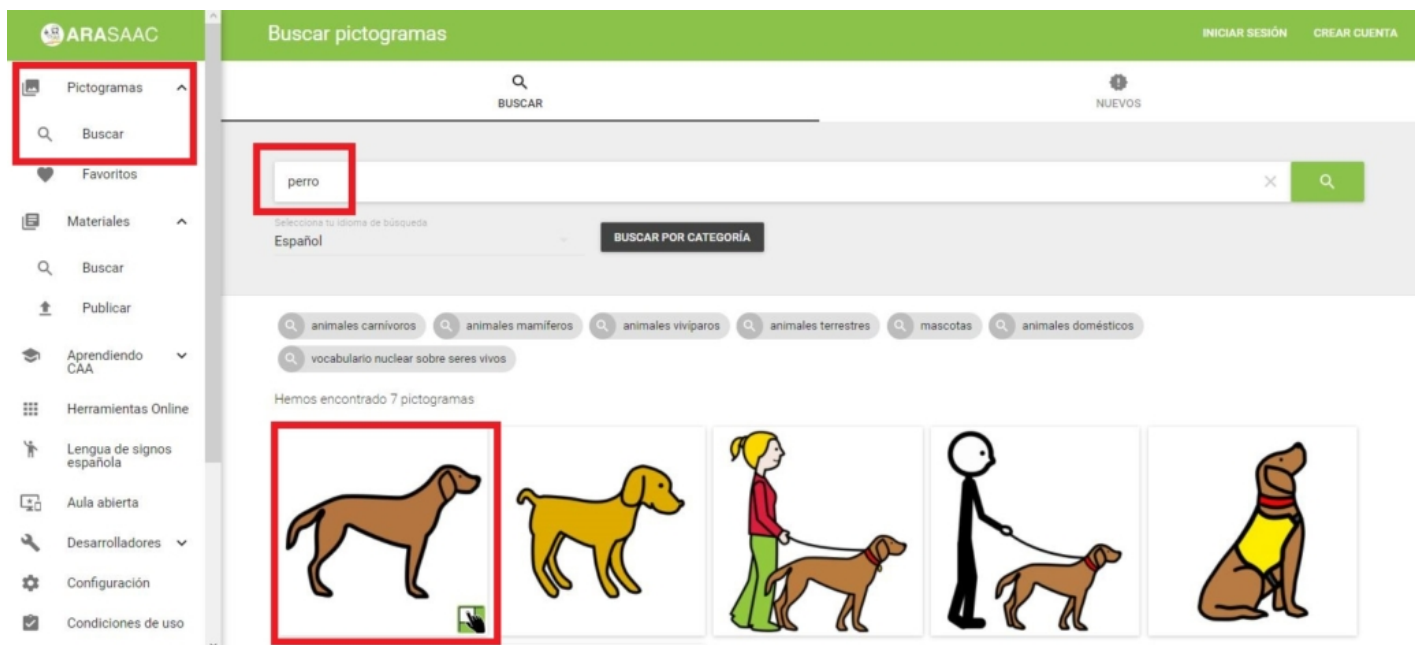 ARASAAC
Buscar pictogramas
INICIAR SESIÓN
CREAR CUENTA
Pictogramas
Buscar
Favoritos
Materiales
Buscar
Publicar
Aprendiendo
CAA
Herramientas Online
Lengua de signos
española
Aula abierta
Desarrolladores
Configuración
Condiciones de uso
BUSCAR
NUEVOS
perro
Selecciona tu idioma de búsqueda
Español
BUSCAR POR CATEGORÍA
animales carnívoros
animales mamíferos
animales vivíparos
animales terrestres
mascotas
animales domésticos
vocabulario nuclear sobre seres vivos
Hemos encontrado 7 pictogramas